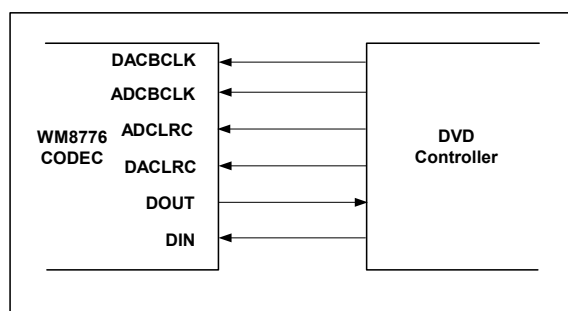 DACBCLK
ADCBCLK
ADCLRC
WM8776
CODEC
DACLRC
DOUT
DIN
DVD
Controller